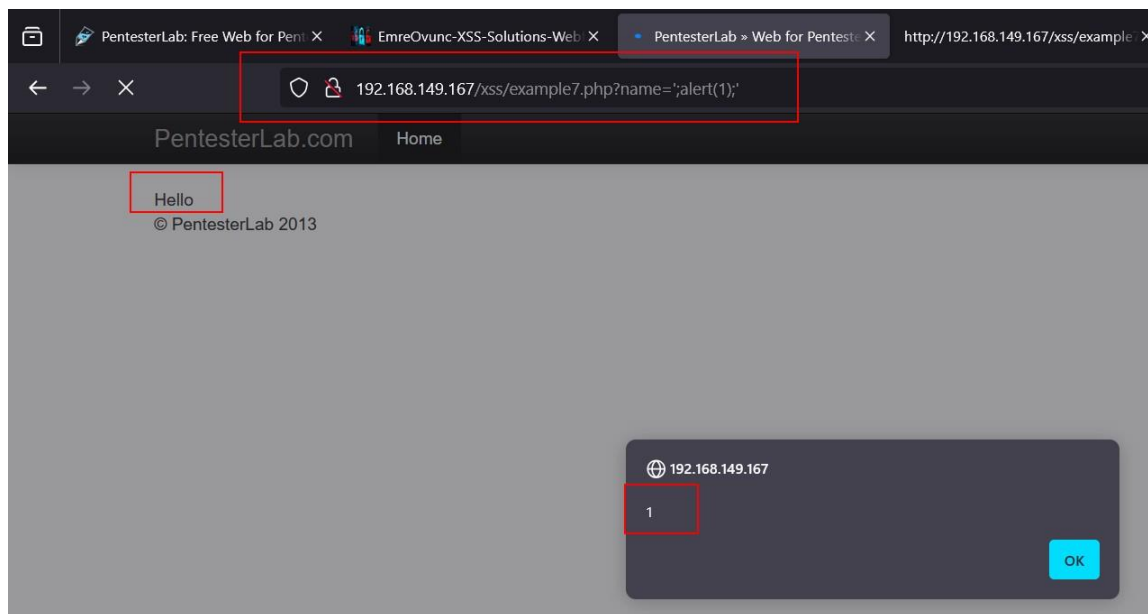 PentesterLab: Free Web for Pent
EmreOvunc-XSS-Solutions-Web
PentesterLab » Web for Penteste
http://192.168.149.167/xss/example7
192.168.149.167/xss/example7.php?name=';alert(1);'
PentesterLab.com Home
Hello
© PentesterLab 2013
192.168.149.167
1
OK